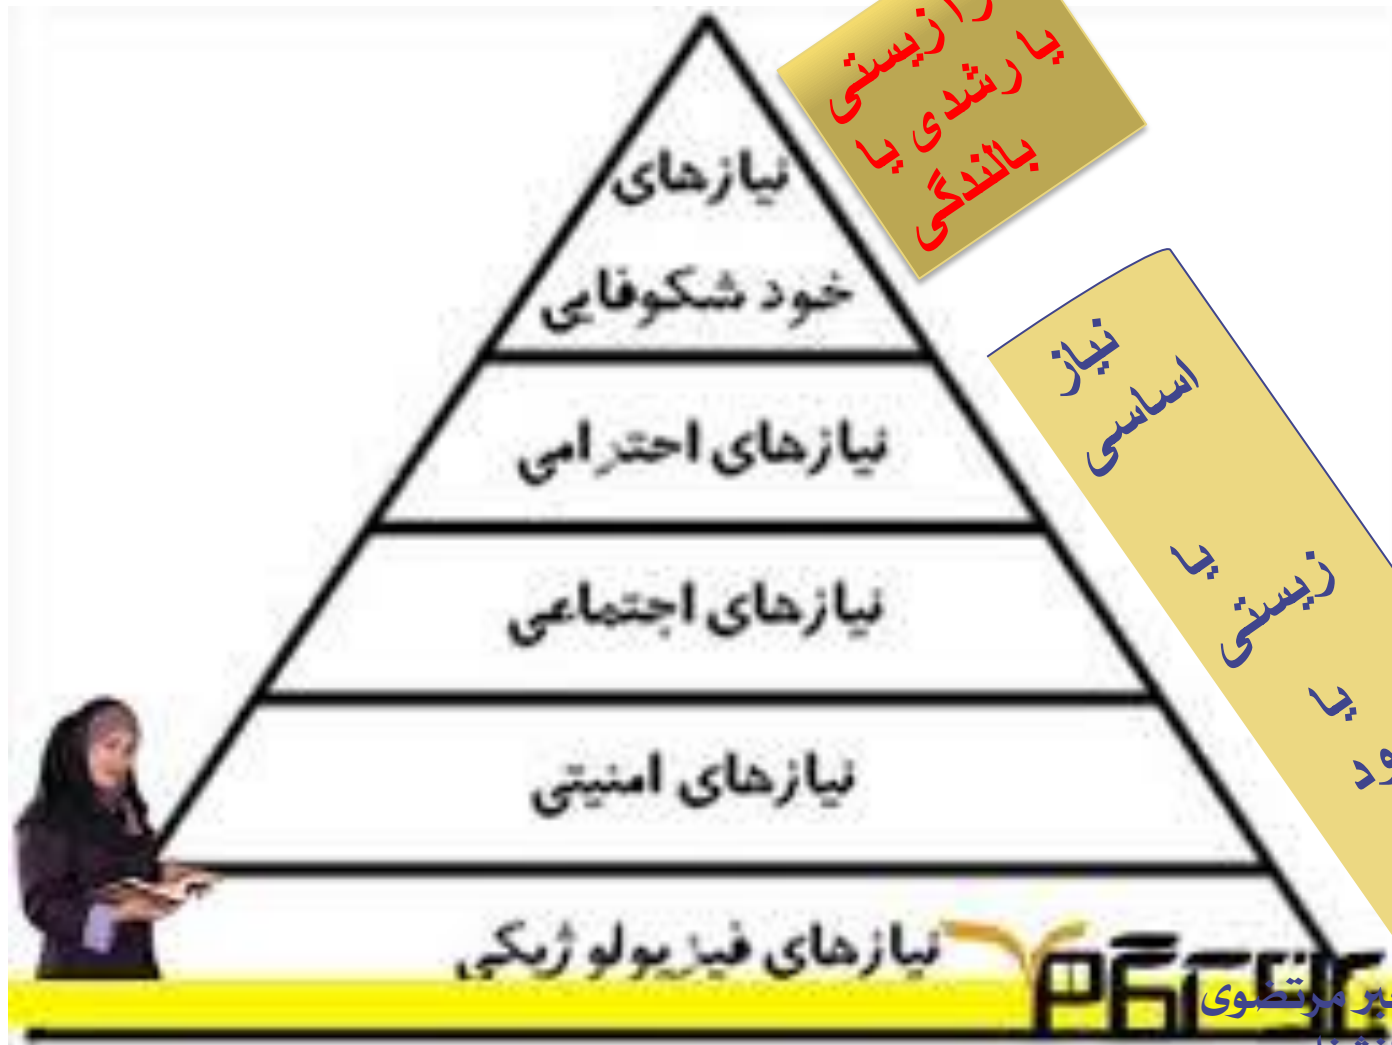 نیازهای
خود شکوفایی
نیازهای احترامی
نیازهای اجتماعی
نیازهای امنیتی
نیازهای فیزیولوژیکی
یا رشدی یا
بالندگی
نیاز
اساسی
زیستی یا
یا
مرتضوی